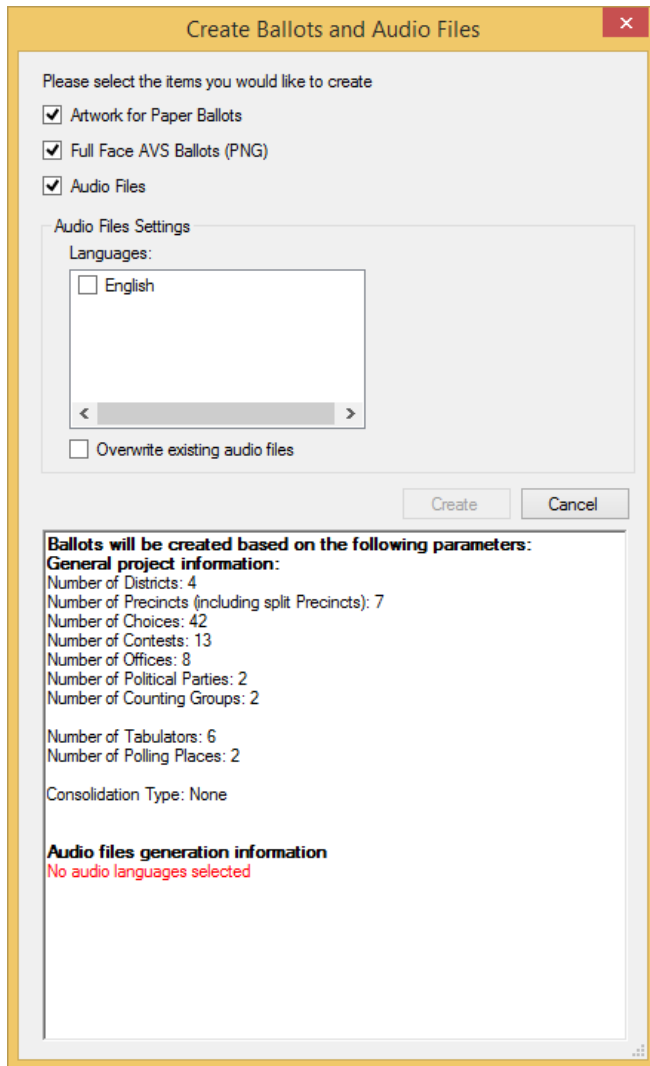 Create Ballots and Audio Files
Please select the items you would like to create
Artwork for Paper Ballots
Full Face AVS Ballots (PNG)
Audio Files
Audio Files Settings
Languages:
English
Overwrite existing audio files
Create
Cancel
Ballots will be created based on the following parameters:
General project information:
Number of Districts: 4
Number of Precincts (including split Precincts): 7
Number of Choices: 42
Number of Contests: 13
Number of Offices: 8
Number of Political Parties: 2
Number of Counting Groups: 2
Number of Tabulators: 6
Number of Polling Places: 2
Consolidation Type: None
Audio files generation information
No audio languages selected